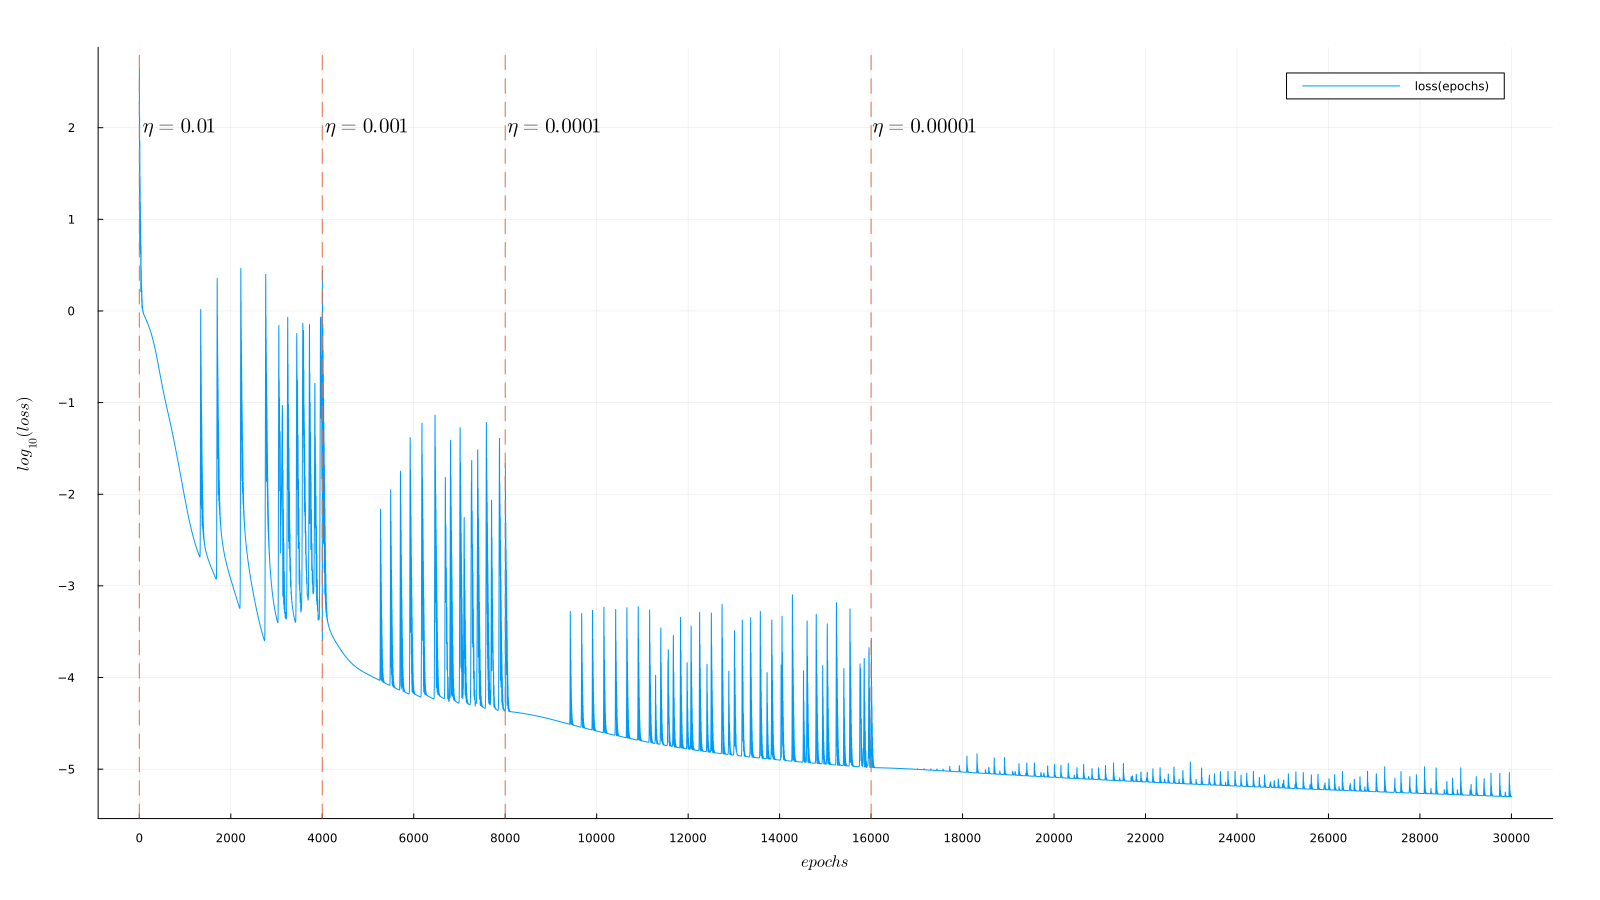 loss(epochs)
η = 0.01
η = 0.001
η = 0.0001
η = 0.00001
2
1
0
−1
−2
−3
−4
−5
log₁₀(loss)
0 2000 4000 6000 8000 10000 12000 14000 16000 18000 20000 22000 24000 26000 28000 30000
epochs